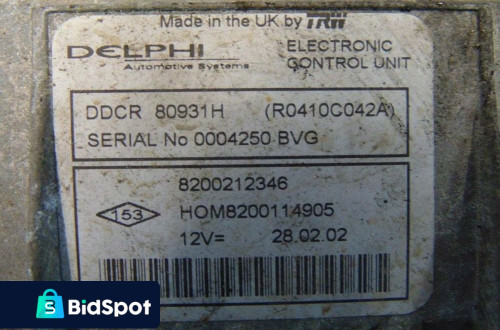 Made in the UK by TRW
DELPHI
Automotive Systems
ELECTRONIC
CONTROL UNIT
DDCR 80931H (R0410C042A)
SERIAL No 0004250 BVG
8200212346
153 HOM8200114905
12V= 28.02.02
S
BidSpot